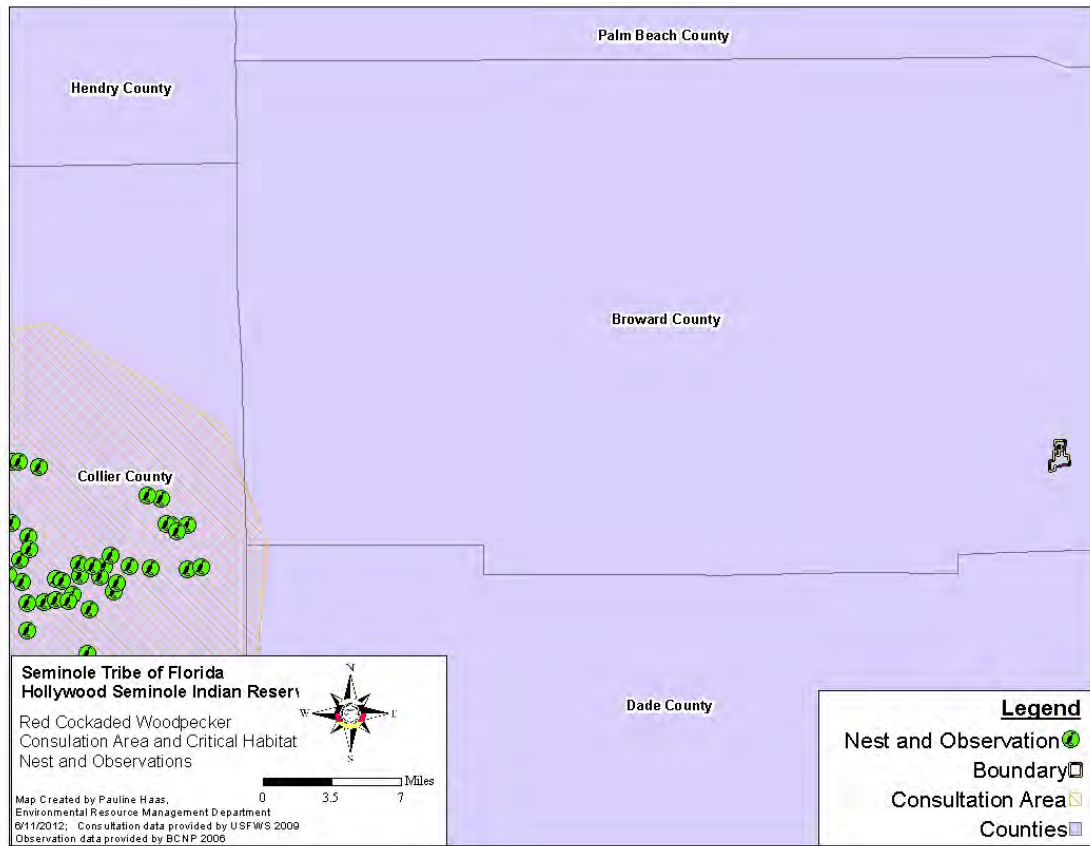 Palm Beach County
Hendry County
Broward County
Collier County
Dade County
Seminole Tribe of Florida
Hollywood Seminole Indian Reserv
Red Cockaded Woodpecker
Consulation Area and Critical Habitat
Nest and Observations
N
W E
S
Miles
0 3.5 7
Map Created by Pauline Haas,
Environmental Resource Management Department
6/11/2012; Consultation data provided by USFWS 2009
Observation data provided by BCNP 2006
Legend
Nest and Observation
Boundary
Consultation Area
Counties